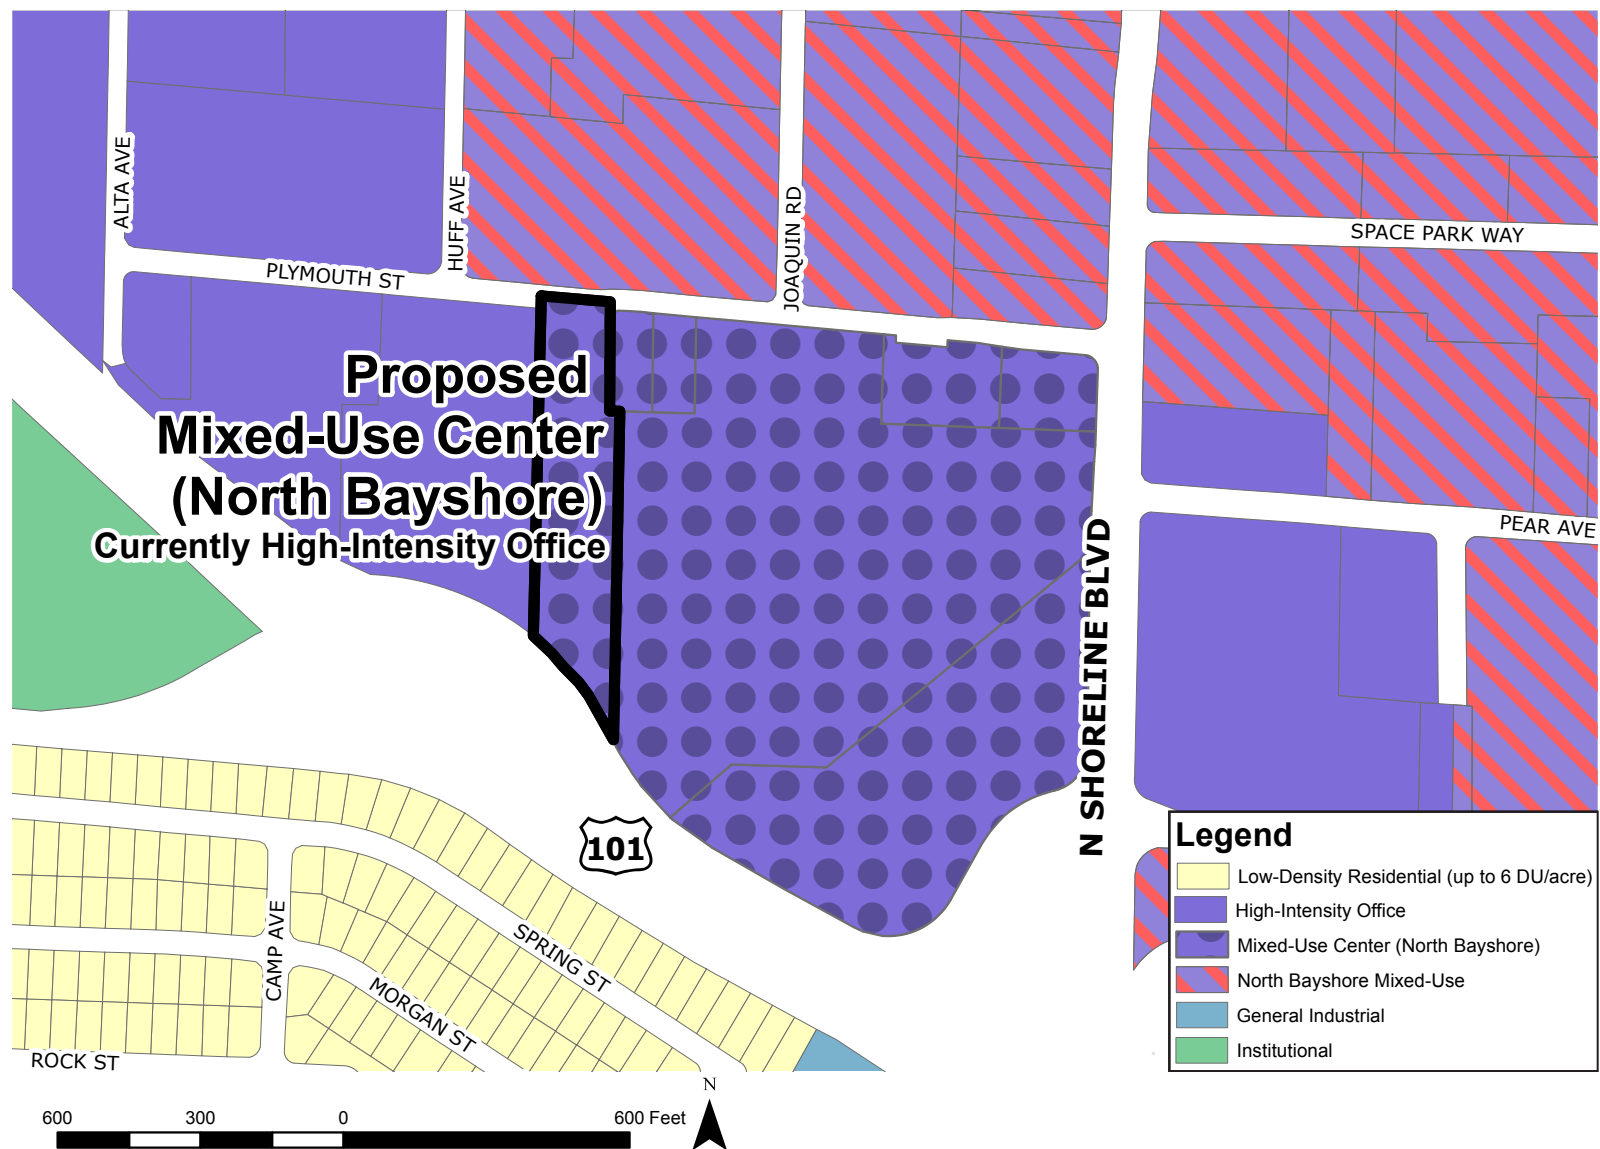 ALTA AVE
HUFF AVE
JOAQUIN RD
SPACE PARK WAY
PLYMOUTH ST
Proposed
Mixed-Use Center
(North Bayshore)
Currently High-Intensity Office
PEAR AVE
N SHORELINE BLVD
101
SPRING ST
CAMP AVE
MORGAN ST
ROCK ST
Legend
Low-Density Residential (up to 6 DU/acre)
High-Intensity Office
Mixed-Use Center (North Bayshore)
North Bayshore Mixed-Use
General Industrial
Institutional
N
600 300 0 600 Feet